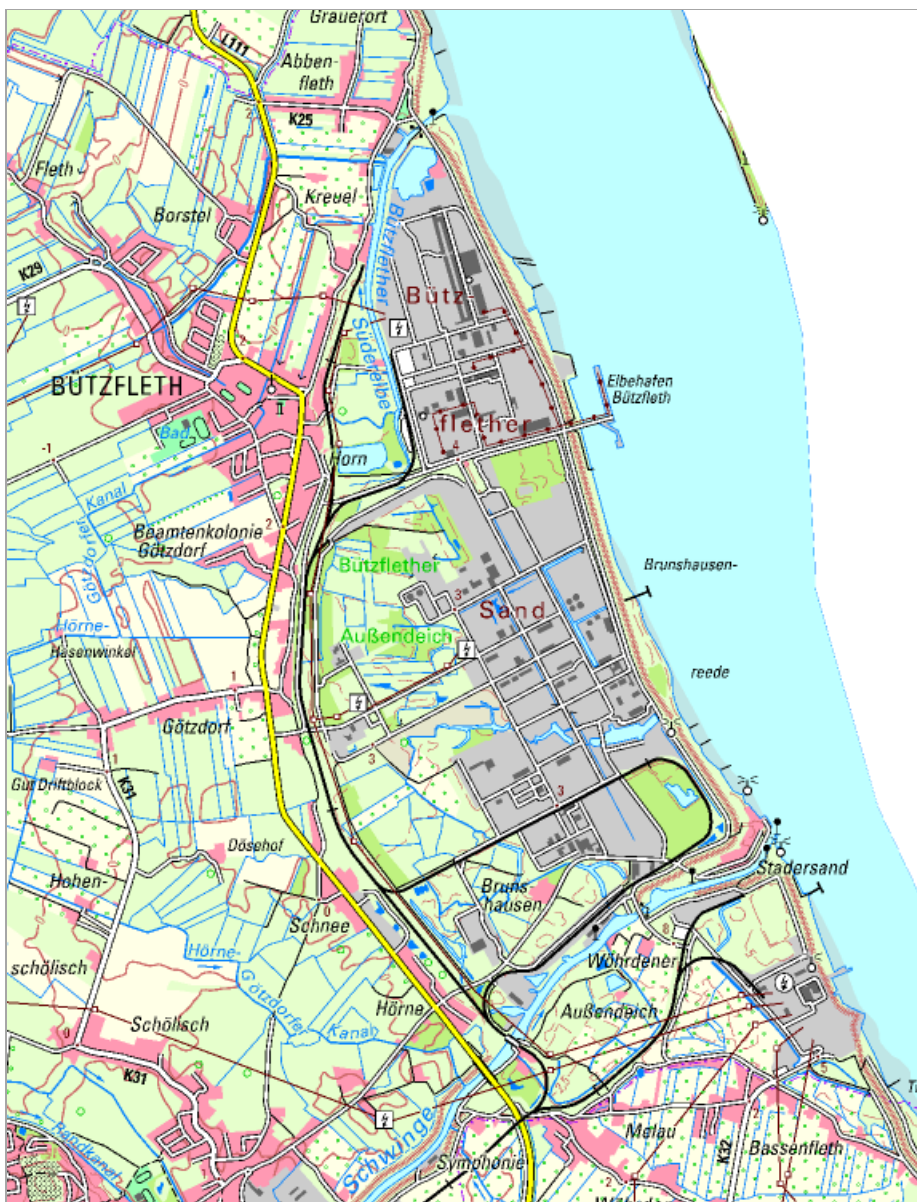 Grauerort
L111
Abben-
fleth
K25
Fleth
Kreuel
Borstel
K29
Bützflether
Süderelbe
Bütz-
flether
Sand
BÜTZFLETH
Elbehafen
Bützfleth
Bad
Horn
Kanal
Götzdorfer
Beamtenkolonie
Götzdorf
Bützflether
Außendeich
Brunshausen-
reede
Hörne-
Hasenwinkel
Götzdorf
Gut Driftblock
K31
Dösehof
Hohen-
schölisch
Schnee
Bruns
hausen
Stadersand
Hörne-
Götzdorfer
Kanal
Hörne
Wöhrdener
Außendeich
Schölisch
K31
Schwinge
Symphonie
Melau
K32
Bassenfleth